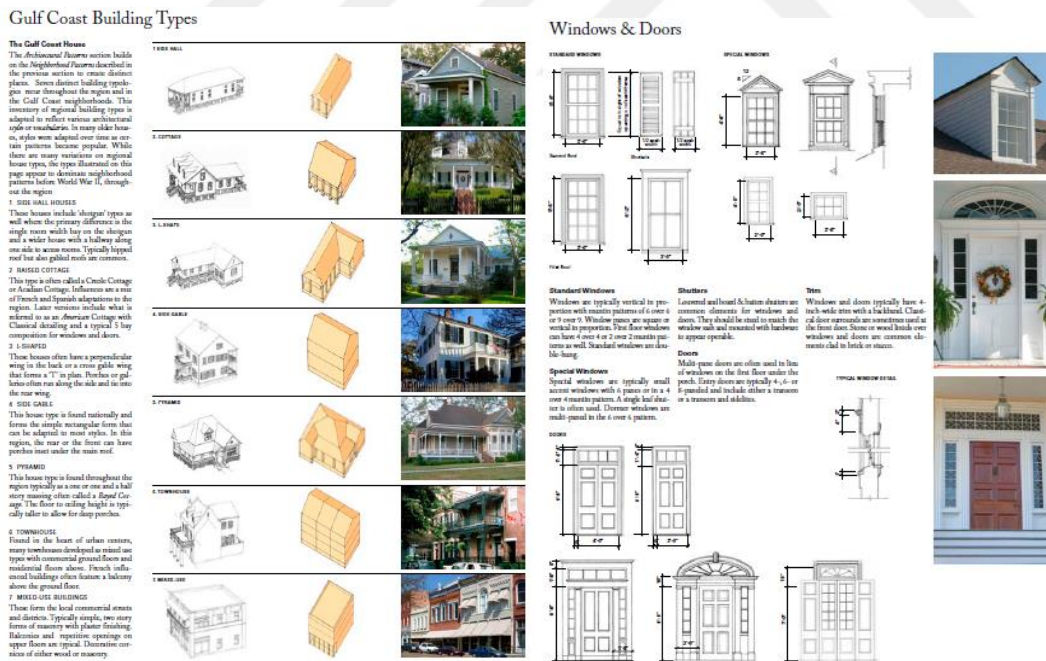 Gulf Coast Building Types
The Gulf Coast House
The Architectural Patterns section builds
on the Neighborhood Patterns described in
the previous section to create distinct
places. Seven distinct building typolo-
gies recur throughout the region and in
the Gulf Coast neighborhoods. This
inventory of regional building types is
adapted to reflect various architectural
styles or vocabularies. In many older hous-
es, styles were adapted over time as cer-
tain patterns became popular. While
there are many variations on regional
house types, the types illustrated on this
page appear to dominate neighborhood
patterns before World War II, through-
out the region
1 SIDE HALL HOUSES
These houses include 'shotgun' types as
well where the primary difference is the
single room width bay on the shotgun
and a wider house with a hallway along
one side to access rooms. Typically hipped
roof but also gabled roofs are common.
2 RAISED COTTAGE
This type is often called a Creole Cottage
or Acadian Cottage. Influences are a mix
of French and Spanish adaptations to the
region. Later versions include what is
referred to as an American Cottage with
Classical detailing and a typical 5 bay
composition for windows and doors.
3 L-SHAPED
These houses often have a perpendicular
wing in the back or a cross gable wing
that forms a "T" in plan. Porches or gal-
leries often run along the side and tie into
the rear wing.
4 SIDE GABLE
This house type is found nationally and
forms the simple rectangular form that
can be adapted to most styles. In this
region, the rear or the front can have
porches inset under the main roof.
5 PYRAMID
This house type is found throughout the
region typically as a one or one and a half
story massing often called a Bayed Cot-
tage. The floor to ceiling height is typi-
cally taller to allow for deep porches.
6 TOWNHOUSE
Found in the heart of urban centers,
many townhouses developed as mixed use
types with commercial ground floors and
residential floors above. French influ-
enced buildings often feature a balcony
above the ground floor.
7 MIXED-USE BUILDINGS
These form the local commercial streets
and districts. Typically simple, two story
forms of masonry with plaster finishing.
Balconies and repetitive openings on
upper floors are typical. Decorative cor-
nices of either wood or masonry.
1 SIDE HALL
2. COTTAGE
3. L-SHAPE
4. SIDE GABLE
5. PYRAMID
6. TOWNHOUSE
7. MIXED-USE
Windows & Doors
STANDARD WINDOWS
SPECIAL WINDOWS
Second Floor
Shutters
First Floor
Standard Windows
Windows are typically vertical in pro-
portion with muntin patterns of 6 over 6
or 9 over 9. Window panes are square or
vertical in proportion. First floor windows
can have 4 over 4 or 2 over 2 muntin pat-
terns as well. Standard windows are dou-
ble-hung.
Special Windows
Special windows are typically small
accent windows with 6 panes or in a 4
over 4 muntin pattern. A single leaf shut-
ter is often used. Dormer windows are
multi-paned in the 6 over 6 pattern.
Shutters
Louvered and board & batten shutters are
common elements for windows and
doors. They should be sized to match the
window sash and mounted with hardware
to appear operable.
Doors
Multi-pane doors are often used in lieu
of windows on the first floor under the
porch. Entry doors are typically 4-, 6- or
8-paneled and include either a transom
or a transom and sidelites.
Trim
Windows and doors typically have 4-
inch-wide trim with a backband. Classi-
cal door surrounds are sometimes used at
the front door. Stone or wood lintels over
windows and doors are common ele-
ments clad in brick or stucco.
TYPICAL WINDOW DETAIL
DOORS